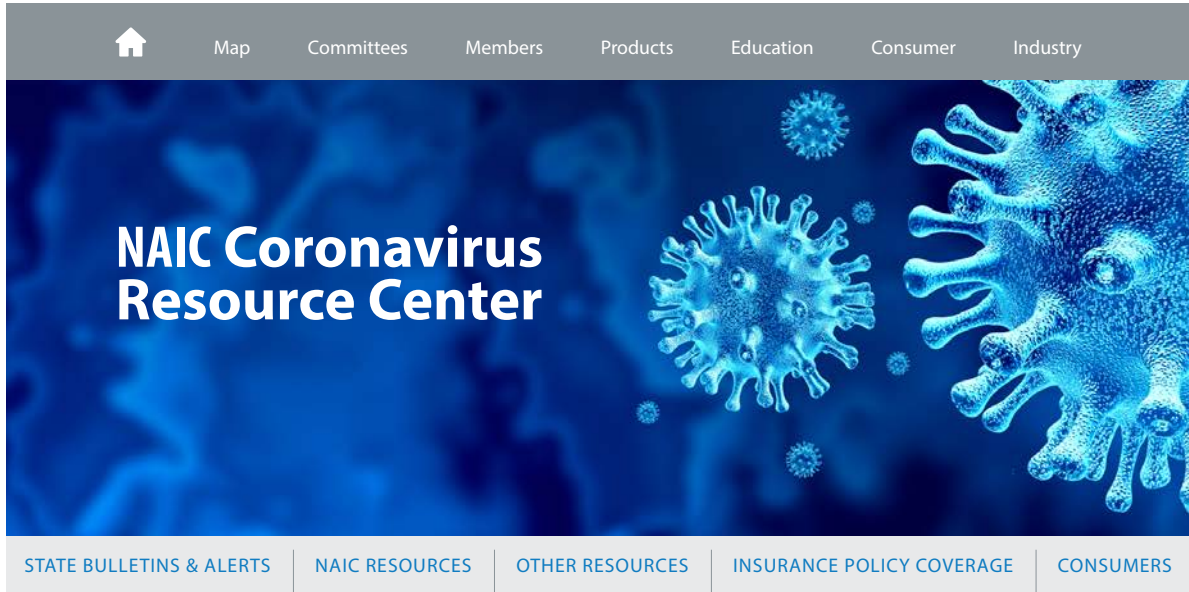 Map Committees Members Products Education Consumer Industry
NAIC Coronavirus
Resource Center
STATE BULLETINS & ALERTS NAIC RESOURCES OTHER RESOURCES INSURANCE POLICY COVERAGE CONSUMERS